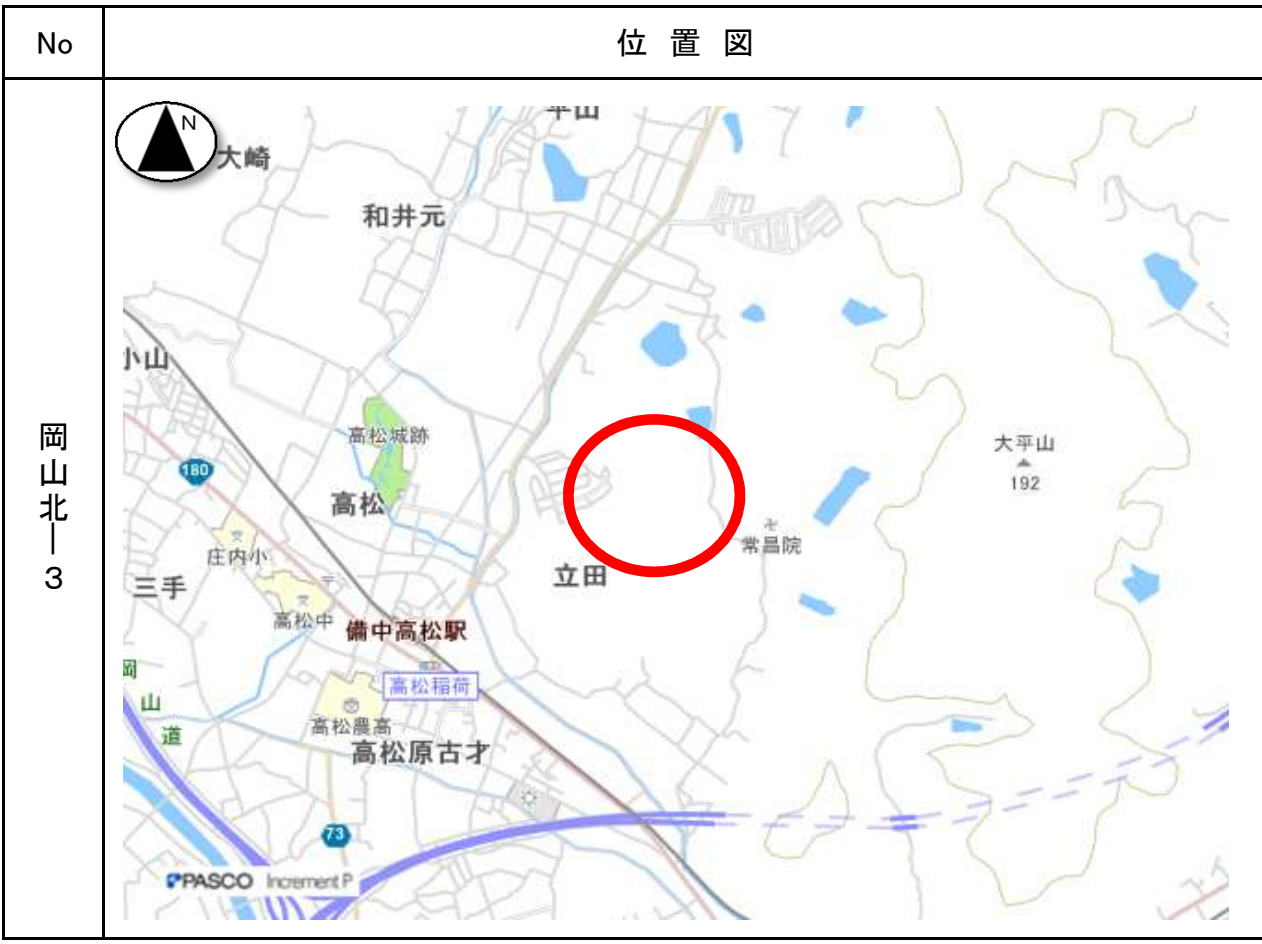 No
位置図
岡山北―3
N
平山
大崎
和井元
小山
高松城跡
180
高松
大平山
192
庄内小
常昌院
立田
三手
高松中
備中高松駅
岡山道
高松稲荷
高松農高
高松原古才
73
PASCO Increment P